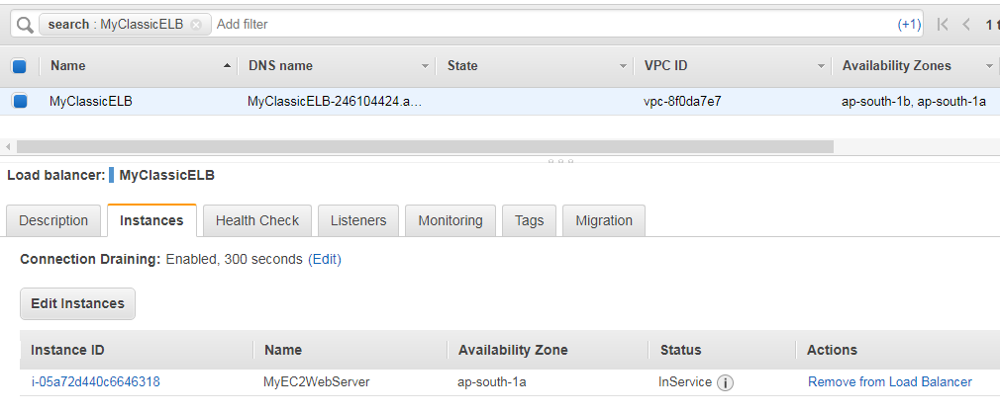 search : MyClassicELB Add filter (+1) 1 t
Name DNS name State VPC ID Availability Zones
MyClassicELB MyClassicELB-246104424.a... vpc-8f0da7e7 ap-south-1b, ap-south-1a
Load balancer: MyClassicELB
Description Instances Health Check Listeners Monitoring Tags Migration
Connection Draining: Enabled, 300 seconds (Edit)
Edit Instances
Instance ID Name Availability Zone Status Actions
i-05a72d440c6646318 MyEC2WebServer ap-south-1a InService i Remove from Load Balancer